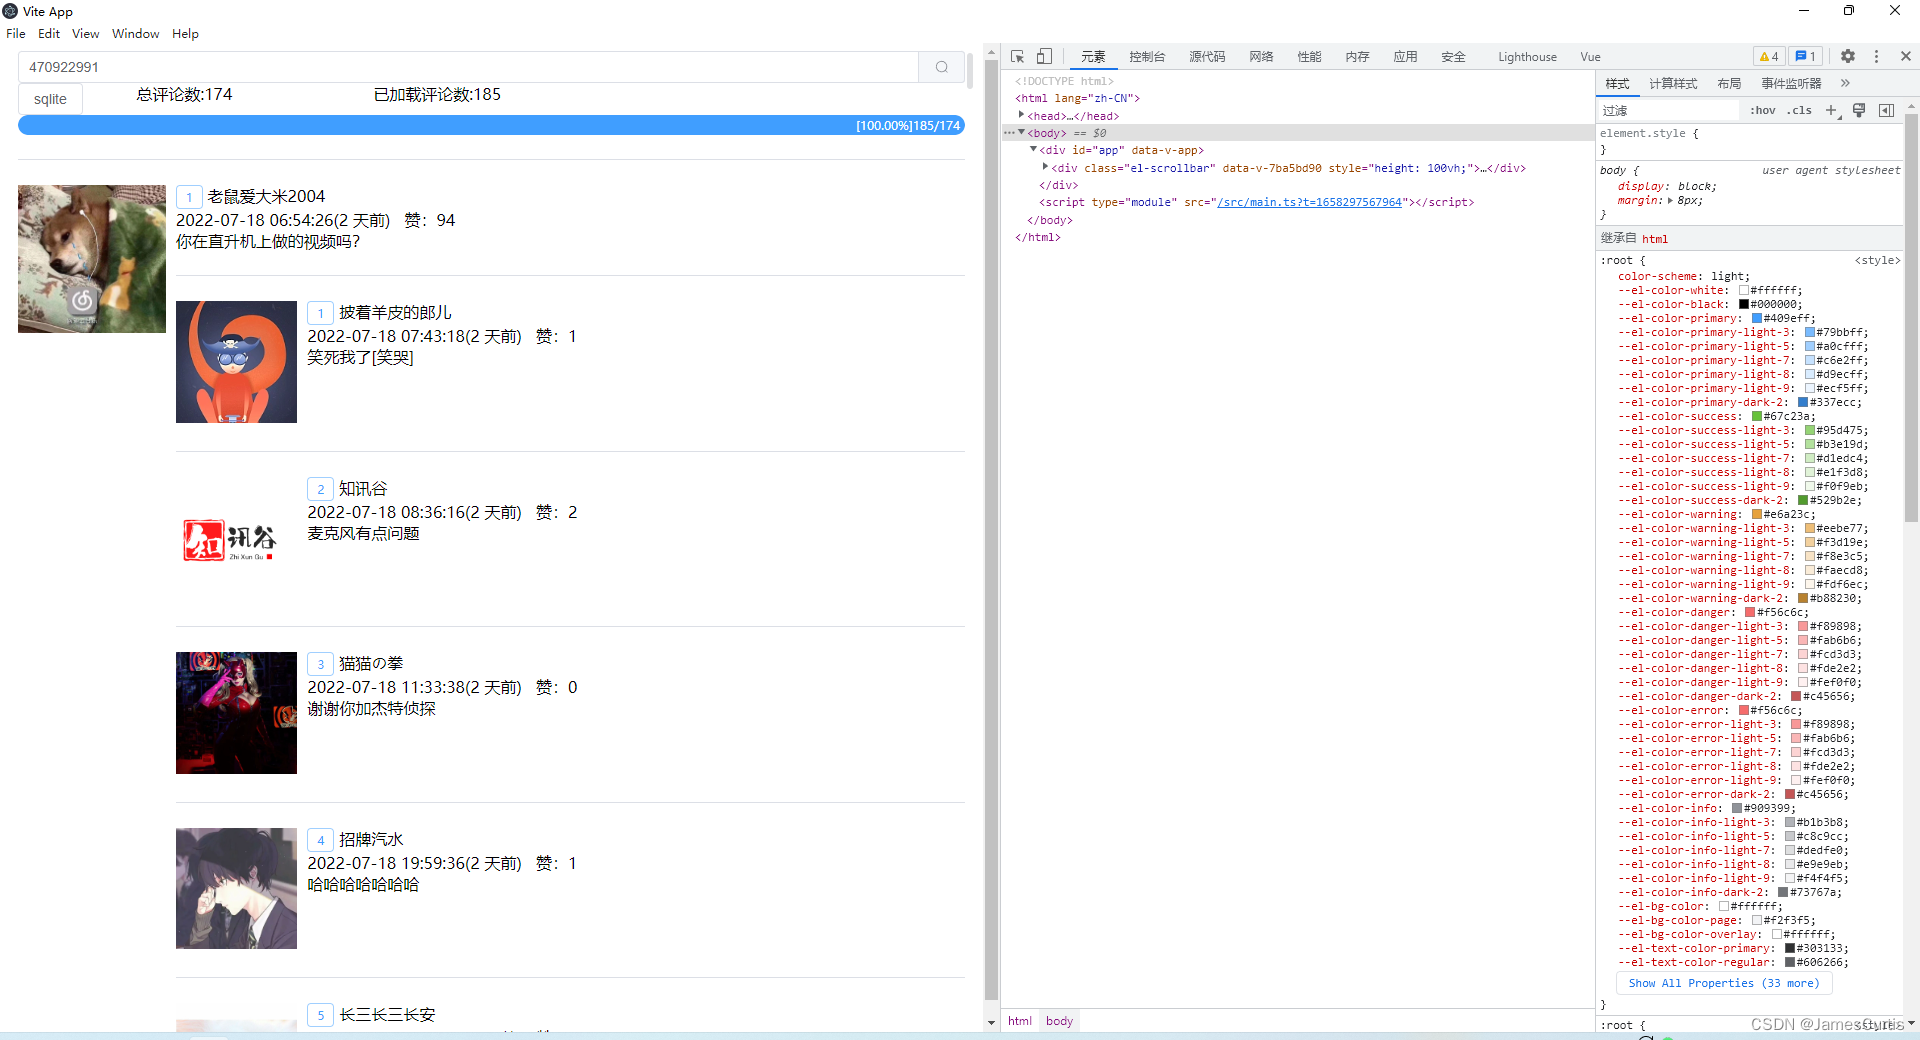 Vite App
File Edit View Window Help
470922991
sqlite 总评论数:174 已加载评论数:185
[100.00%]185/174
1 老鼠爱大米2004
2022-07-18 06:54:26(2 天前) 赞：94
你在直升机上做的视频吗？
1 披着羊皮的郎儿
2022-07-18 07:43:18(2 天前) 赞：1
笑死我了[笑哭]
2 知讯谷
2022-07-18 08:36:16(2 天前) 赞：2
麦克风有点问题
知讯谷
Zhi Xun Gu
3 猫猫の拳
2022-07-18 11:33:38(2 天前) 赞：0
谢谢你加杰特侦探
4 招牌汽水
2022-07-18 19:59:36(2 天前) 赞：1
哈哈哈哈哈哈哈
5 长三长三长安
元素 控制台 源代码 网络 性能 内存 应用 安全 Lighthouse Vue 4 1
<!DOCTYPE html>
<html lang="zh-CN">
<head>…</head>
<body> == $0
<div id="app" data-v-app>
<div class="el-scrollbar" data-v-7ba5bd90 style="height: 100vh;">…</div>
</div>
<script type="module" src="/src/main.ts?t=1658297567964"></script>
</body>
</html>
html body
样式 计算样式 布局 事件监听器 »
过滤 :hov .cls +
element.style {
}
body { user agent stylesheet
display: block;
margin: 8px;
}
继承自 html
:root { <style>
color-scheme: light;
--el-color-white: #ffffff;
--el-color-black: #000000;
--el-color-primary: #409eff;
--el-color-primary-light-3: #79bbff;
--el-color-primary-light-5: #a0cfff;
--el-color-primary-light-7: #c6e2ff;
--el-color-primary-light-8: #d9ecff;
--el-color-primary-light-9: #ecf5ff;
--el-color-primary-dark-2: #337ecc;
--el-color-success: #67c23a;
--el-color-success-light-3: #95d475;
--el-color-success-light-5: #b3e19d;
--el-color-success-light-7: #d1edc4;
--el-color-success-light-8: #e1f3d8;
--el-color-success-light-9: #f0f9eb;
--el-color-success-dark-2: #529b2e;
--el-color-warning: #e6a23c;
--el-color-warning-light-3: #eebe77;
--el-color-warning-light-5: #f3d19e;
--el-color-warning-light-7: #f8e3c5;
--el-color-warning-light-8: #faecd8;
--el-color-warning-light-9: #fdf6ec;
--el-color-warning-dark-2: #b88230;
--el-color-danger: #f56c6c;
--el-color-danger-light-3: #f89898;
--el-color-danger-light-5: #fab6b6;
--el-color-danger-light-7: #fcd3d3;
--el-color-danger-light-8: #fde2e2;
--el-color-danger-light-9: #fef0f0;
--el-color-danger-dark-2: #c45656;
--el-color-error: #f56c6c;
--el-color-error-light-3: #f89898;
--el-color-error-light-5: #fab6b6;
--el-color-error-light-7: #fcd3d3;
--el-color-error-light-8: #fde2e2;
--el-color-error-light-9: #fef0f0;
--el-color-error-dark-2: #c45656;
--el-color-info: #909399;
--el-color-info-light-3: #b1b3b8;
--el-color-info-light-5: #c8c9cc;
--el-color-info-light-7: #dedfe0;
--el-color-info-light-8: #e9e9eb;
--el-color-info-light-9: #f4f4f5;
--el-color-info-dark-2: #73767a;
--el-bg-color: #ffffff;
--el-bg-color-page: #f2f3f5;
--el-bg-color-overlay: #ffffff;
--el-text-color-primary: #303133;
--el-text-color-regular: #606266;
Show All Properties (33 more)
}
:root { <style>
CSDN @JamesCurtis